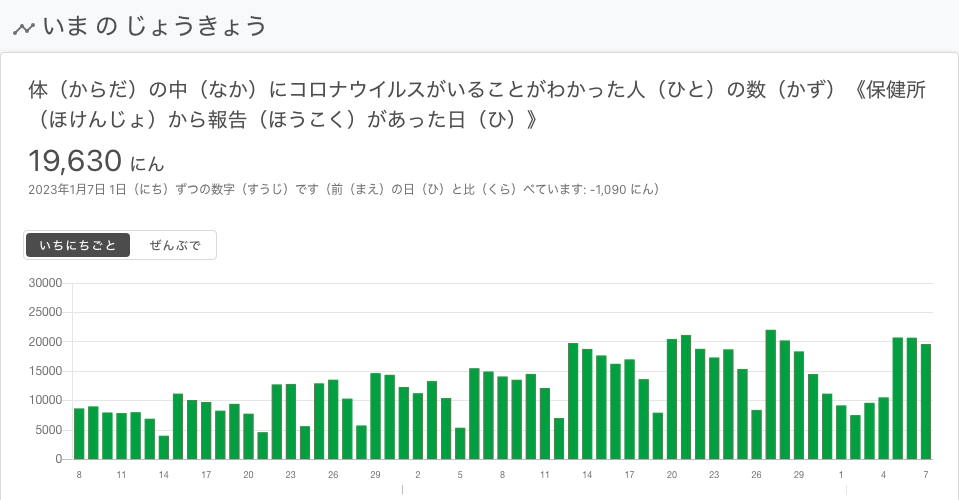 いま の じょうきょう
体（からだ）の中（なか）にコロナウイルスがいることがわかった人（ひと）の数（かず）《保健所
（ほけんじょ）から報告（ほうこく）があった日（ひ）》
19,630 にん
2023年1月7日 1日（にち）ずつの数字（すうじ）です（前（まえ）の日（ひ）と比（くら）べています: -1,090 にん）
いちにちごと ぜんぶで
30000
25000
20000
15000
10000
5000
0
8 11 14 17 20 23 26 29 2 5 8 11 14 17 20 23 26 29 1 4 7